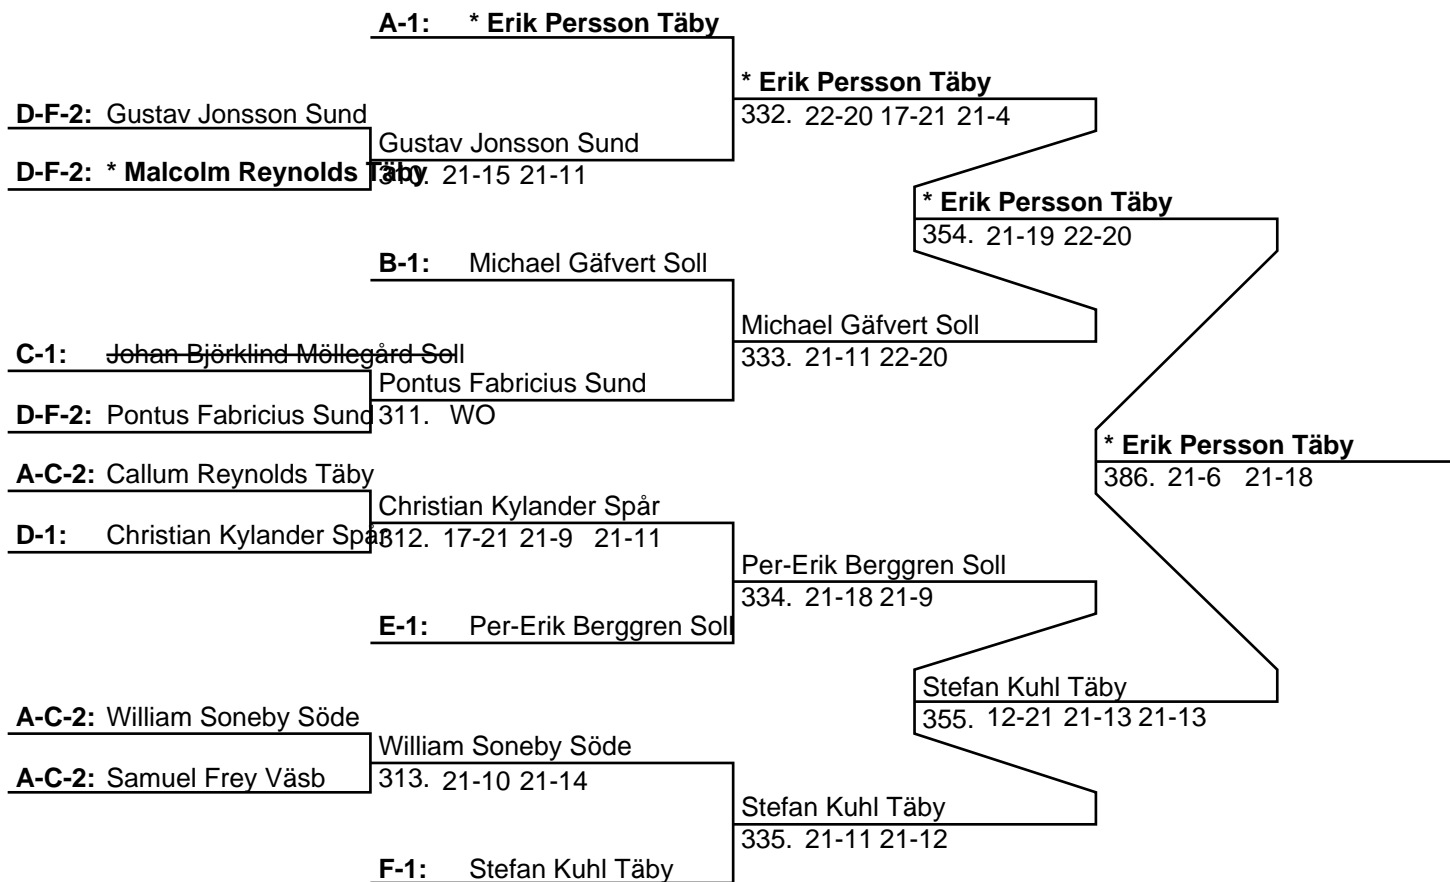 A-1: * Erik Persson Täby
* Erik Persson Täby
D-F-2: Gustav Jonsson Sund
332. 22-20 17-21 21-4
Gustav Jonsson Sund
D-F-2: * Malcolm Reynolds Täby
310. 21-15 21-11
* Erik Persson Täby
354. 21-19 22-20
B-1: Michael Gäfvert Soll
Michael Gäfvert Soll
C-1: Johan Björklind Möllegård Soll
333. 21-11 22-20
Pontus Fabricius Sund
D-F-2: Pontus Fabricius Sund
311. WO
* Erik Persson Täby
A-C-2: Callum Reynolds Täby
386. 21-6 21-18
Christian Kylander Spår
D-1: Christian Kylander Spår
312. 17-21 21-9 21-11
Per-Erik Berggren Soll
334. 21-18 21-9
E-1: Per-Erik Berggren Soll
Stefan Kuhl Täby
A-C-2: William Soneby Söde
355. 12-21 21-13 21-13
William Soneby Söde
A-C-2: Samuel Frey Väsb
313. 21-10 21-14
Stefan Kuhl Täby
335. 21-11 21-12
F-1: Stefan Kuhl Täby